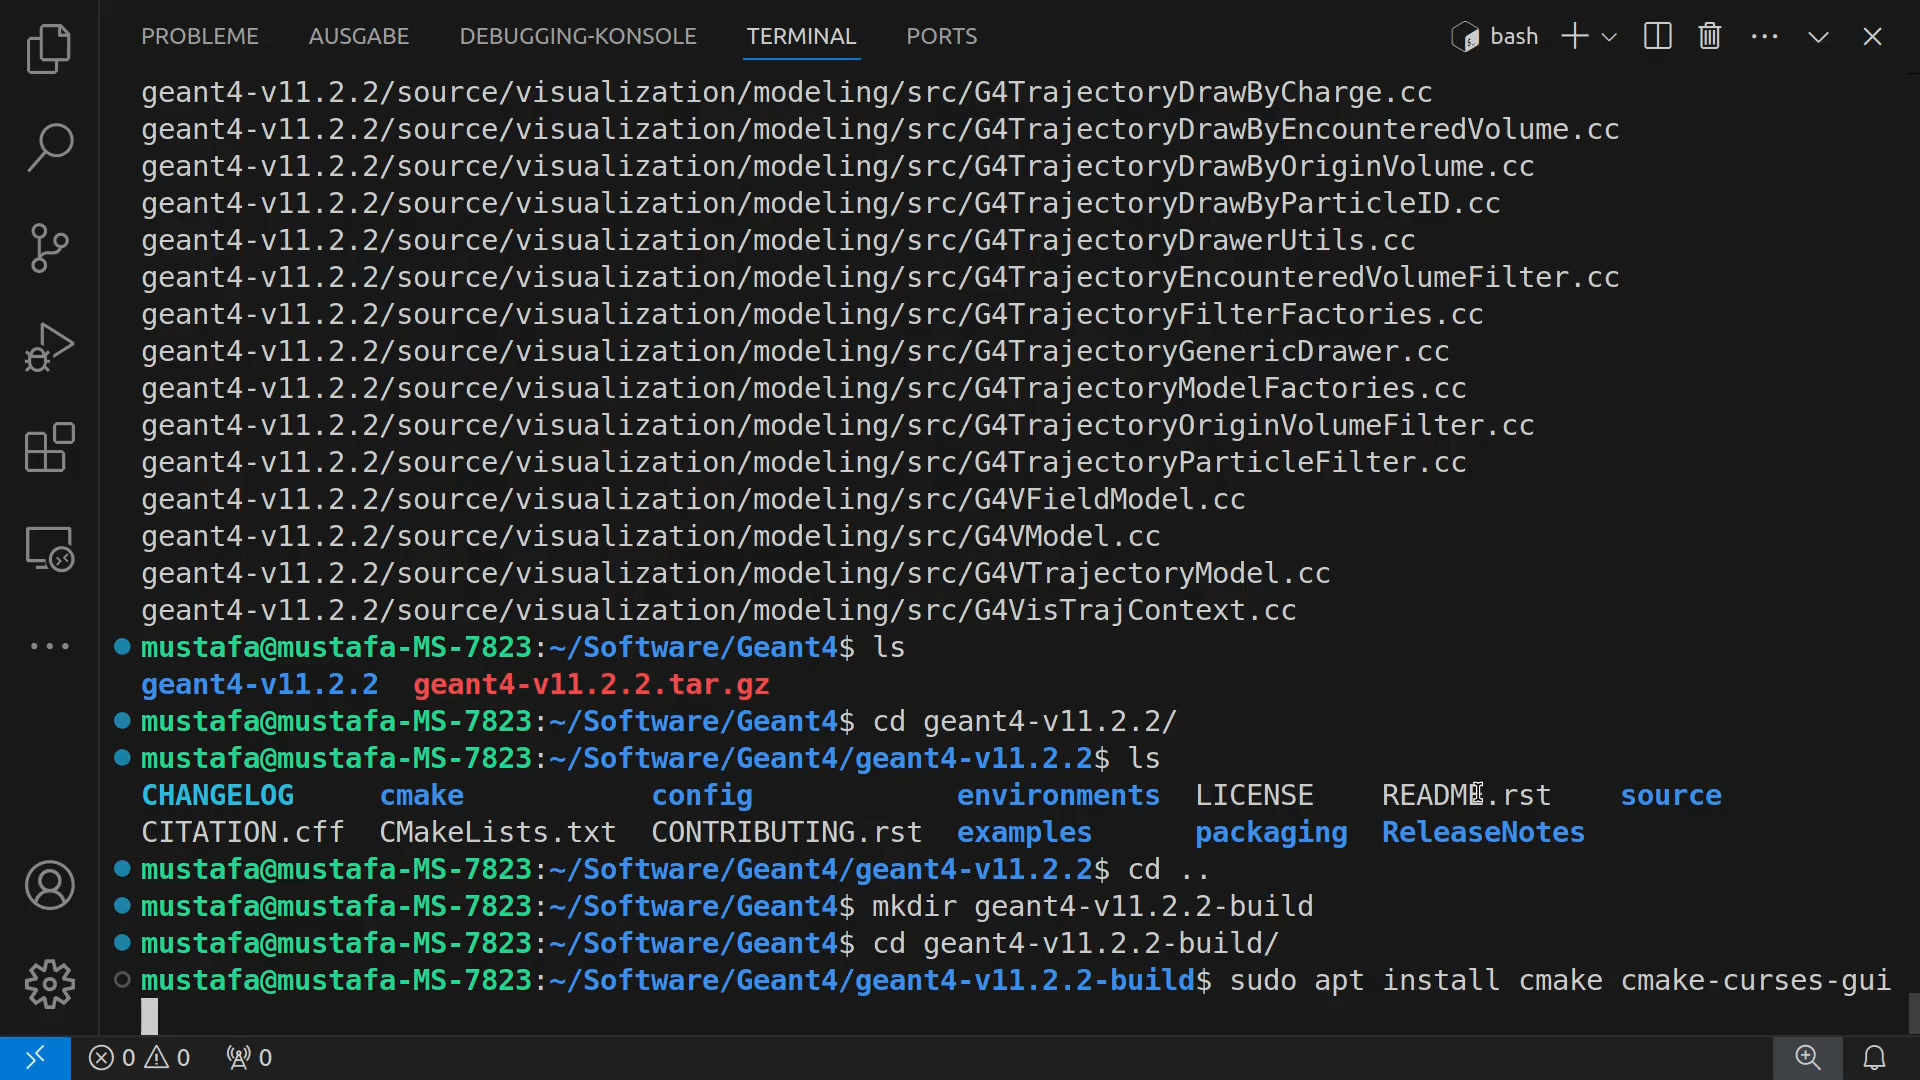 PROBLEME AUSGABE DEBUGGING-KONSOLE TERMINAL PORTS bash
geant4-v11.2.2/source/visualization/modeling/src/G4TrajectoryDrawByCharge.cc
geant4-v11.2.2/source/visualization/modeling/src/G4TrajectoryDrawByEncounteredVolume.cc
geant4-v11.2.2/source/visualization/modeling/src/G4TrajectoryDrawByOriginVolume.cc
geant4-v11.2.2/source/visualization/modeling/src/G4TrajectoryDrawByParticleID.cc
geant4-v11.2.2/source/visualization/modeling/src/G4TrajectoryDrawerUtils.cc
geant4-v11.2.2/source/visualization/modeling/src/G4TrajectoryEncounteredVolumeFilter.cc
geant4-v11.2.2/source/visualization/modeling/src/G4TrajectoryFilterFactories.cc
geant4-v11.2.2/source/visualization/modeling/src/G4TrajectoryGenericDrawer.cc
geant4-v11.2.2/source/visualization/modeling/src/G4TrajectoryModelFactories.cc
geant4-v11.2.2/source/visualization/modeling/src/G4TrajectoryOriginVolumeFilter.cc
geant4-v11.2.2/source/visualization/modeling/src/G4TrajectoryParticleFilter.cc
geant4-v11.2.2/source/visualization/modeling/src/G4VFieldModel.cc
geant4-v11.2.2/source/visualization/modeling/src/G4VModel.cc
geant4-v11.2.2/source/visualization/modeling/src/G4VTrajectoryModel.cc
geant4-v11.2.2/source/visualization/modeling/src/G4VisTrajContext.cc
mustafa@mustafa-MS-7823:~/Software/Geant4$ ls
geant4-v11.2.2 geant4-v11.2.2.tar.gz
mustafa@mustafa-MS-7823:~/Software/Geant4$ cd geant4-v11.2.2/
mustafa@mustafa-MS-7823:~/Software/Geant4/geant4-v11.2.2$ ls
CHANGELOG cmake config environments LICENSE README.rst source
CITATION.cff CMakeLists.txt CONTRIBUTING.rst examples packaging ReleaseNotes
mustafa@mustafa-MS-7823:~/Software/Geant4/geant4-v11.2.2$ cd ..
mustafa@mustafa-MS-7823:~/Software/Geant4$ mkdir geant4-v11.2.2-build
mustafa@mustafa-MS-7823:~/Software/Geant4$ cd geant4-v11.2.2-build/
mustafa@mustafa-MS-7823:~/Software/Geant4/geant4-v11.2.2-build$ sudo apt install cmake cmake-curses-gui
0 0 0